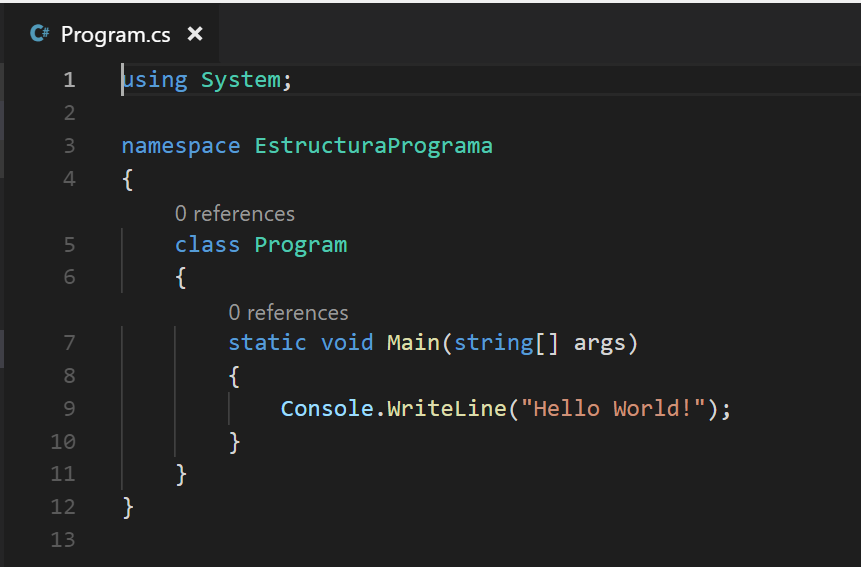 C# Program.cs ×
1 using System;
2
3 namespace EstructuraPrograma
4 {
0 references
5 class Program
6 {
0 references
7 static void Main(string[] args)
8 {
9 Console.WriteLine("Hello World!");
10 }
11 }
12 }
13